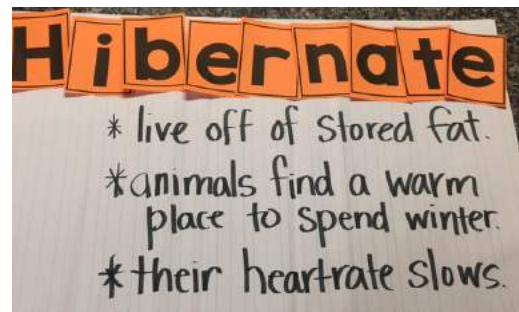 Hibernate
* live off of stored fat.
*animals find a warm
place to spend winter.
*their heartrate slows.